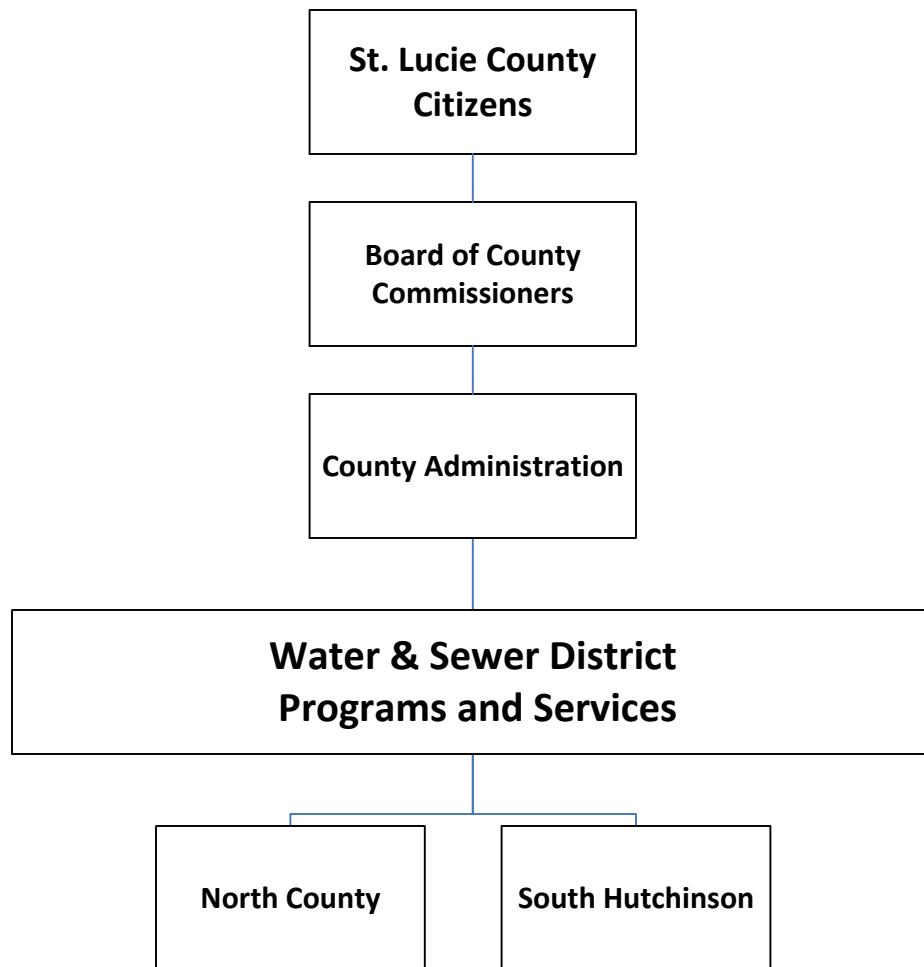 St. Lucie County
Citizens
Board of County
Commissioners
County Administration
Water & Sewer District
Programs and Services
North County
South Hutchinson